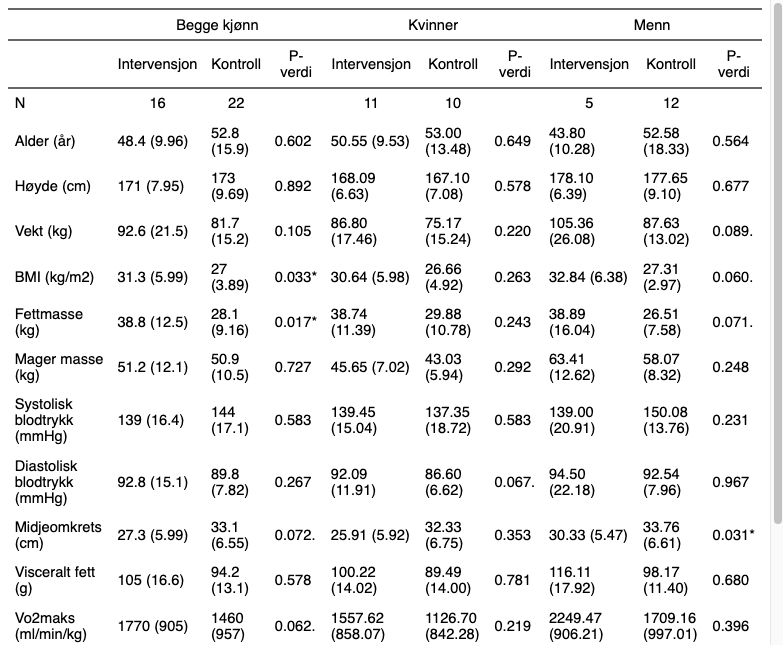 Begge kjønn Kvinner Menn
Intervensjon Kontroll P-verdi Intervensjon Kontroll P-verdi Intervensjon Kontroll P-verdi
N 16 22 11 10 5 12
Alder (år) 48.4 (9.96) 52.8 (15.9) 0.602 50.55 (9.53) 53.00 (13.48) 0.649 43.80 (10.28) 52.58 (18.33) 0.564
Høyde (cm) 171 (7.95) 173 (9.69) 0.892 168.09 (6.63) 167.10 (7.08) 0.578 178.10 (6.39) 177.65 (9.10) 0.677
Vekt (kg) 92.6 (21.5) 81.7 (15.2) 0.105 86.80 (17.46) 75.17 (15.24) 0.220 105.36 (26.08) 87.63 (13.02) 0.089.
BMI (kg/m2) 31.3 (5.99) 27 (3.89) 0.033* 30.64 (5.98) 26.66 (4.92) 0.263 32.84 (6.38) 27.31 (2.97) 0.060.
Fettmasse (kg) 38.8 (12.5) 28.1 (9.16) 0.017* 38.74 (11.39) 29.88 (10.78) 0.243 38.89 (16.04) 26.51 (7.58) 0.071.
Mager masse (kg) 51.2 (12.1) 50.9 (10.5) 0.727 45.65 (7.02) 43.03 (5.94) 0.292 63.41 (12.62) 58.07 (8.32) 0.248
Systolisk blodtrykk (mmHg) 139 (16.4) 144 (17.1) 0.583 139.45 (15.04) 137.35 (18.72) 0.583 139.00 (20.91) 150.08 (13.76) 0.231
Diastolisk blodtrykk (mmHg) 92.8 (15.1) 89.8 (7.82) 0.267 92.09 (11.91) 86.60 (6.62) 0.067. 94.50 (22.18) 92.54 (7.96) 0.967
Midjeomkrets (cm) 27.3 (5.99) 33.1 (6.55) 0.072. 25.91 (5.92) 32.33 (6.75) 0.353 30.33 (5.47) 33.76 (6.61) 0.031*
Visceralt fett (g) 105 (16.6) 94.2 (13.1) 0.578 100.22 (14.02) 89.49 (14.00) 0.781 116.11 (17.92) 98.17 (11.40) 0.680
Vo2maks (ml/min/kg) 1770 (905) 1460 (957) 0.062. 1557.62 (858.07) 1126.70 (842.28) 0.219 2249.47 (906.21) 1709.16 (997.01) 0.396